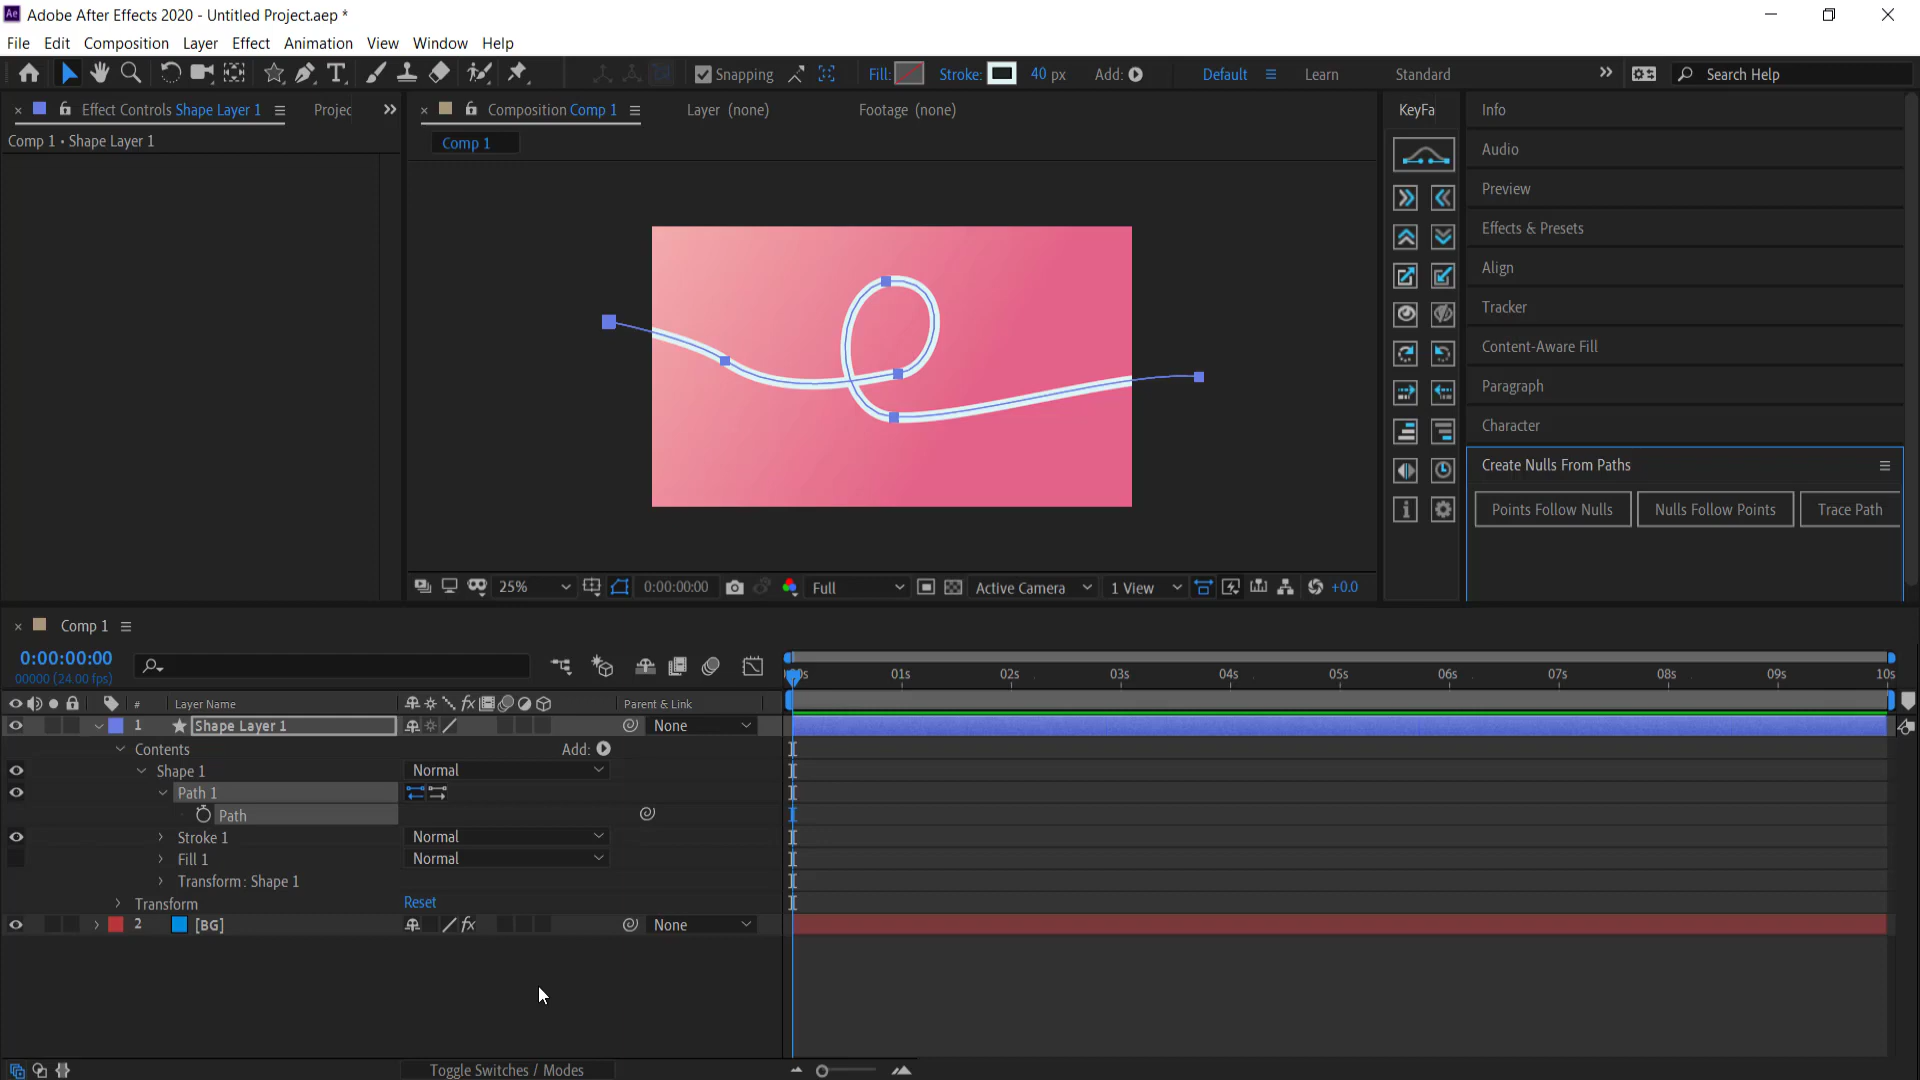 Adobe After Effects 2020 - Untitled Project.aep *
File Edit Composition Layer Effect Animation View Window Help
Snapping Fill: Stroke: 40 px Add: Default Learn Standard Search Help
Effect Controls Shape Layer 1 Projec Composition Comp 1 Layer (none) Footage (none) KeyFa Info
Comp 1 • Shape Layer 1 Comp 1
Audio
Preview
Effects & Presets
Align
Tracker
Content-Aware Fill
Paragraph
Character
Create Nulls From Paths
Points Follow Nulls Nulls Follow Points Trace Path
25% 0:00:00:00 Full Active Camera 1 View +0.0
Comp 1
0:00:00:00
00000 (24.00 fps)
01s 02s 03s 04s 05s 06s 07s 08s 09s 10s
# Layer Name fx Parent & Link
1 Shape Layer 1 None
Contents Add:
Shape 1 Normal
Path 1
Path
Stroke 1 Normal
Fill 1 Normal
Transform: Shape 1
Transform Reset
2 [BG] fx None
Toggle Switches / Modes